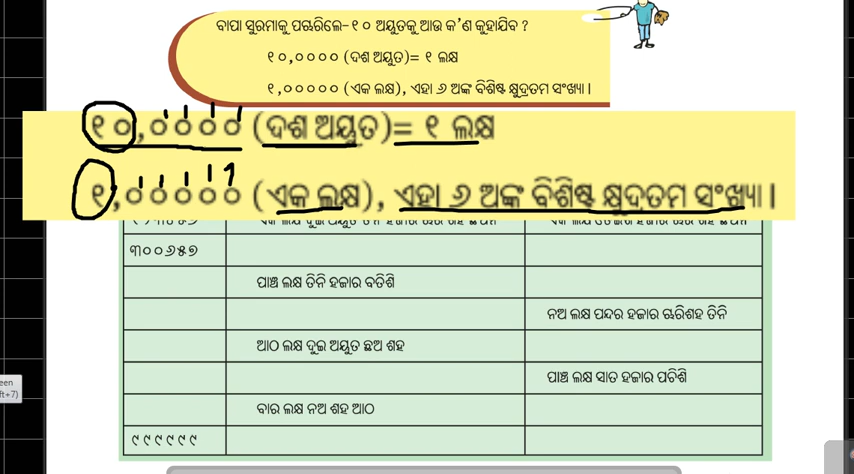 ବାପା ସୁରମାକୁ ପଚାରିଲେ-୧୦ ଅୟୁତକୁ ଆଉ କ'ଣ କୁହାଯିବ ?
୧୦,୦୦୦୦ (ଦଶ ଅୟୁତ)= ୧ ଲକ୍ଷ
୧,୦୦୦୦୦ (ଏକ ଲକ୍ଷ), ଏହା ୬ ଅଙ୍କ ବିଶିଷ୍ଟ କ୍ଷୁଦ୍ରତମ ସଂଖ୍ୟା।
୧୦,୦୦୦୦ (ଦଶ ଅୟୁତ)= ୧ ଲକ୍ଷ
୧,୦୦୦୦୦ (ଏକ ଲକ୍ଷ), ଏହା ୬ ଅଙ୍କ ବିଶିଷ୍ଟ କ୍ଷୁଦ୍ରତମ ସଂଖ୍ୟା।
୩୦୦୬୫୭
ପାଞ୍ଚ ଲକ୍ଷ ତିନି ହଜାର ବତିଶି
ନଅ ଲକ୍ଷ ପନ୍ଦର ହଜାର ଚାରିଶହ ତିନି
ଆଠ ଲକ୍ଷ ଦୁଇ ଅୟୁତ ଛଅ ଶହ
ପାଞ୍ଚ ଲକ୍ଷ ସାତ ହଜାର ପଚିଶି
ବାର ଲକ୍ଷ ନଅ ଶହ ଆଠ
୯୯୯୯୯୯